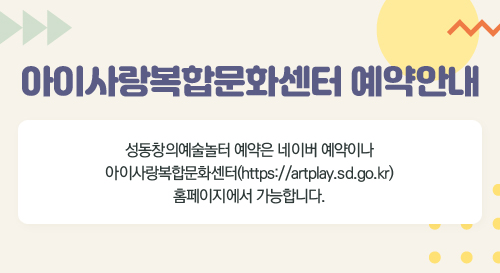 아이사랑복합문화센터 예약안내
성동창의예술놀터 예약은 네이버 예약이나
아이사랑복합문화센터(https://artplay.sd.go.kr)
홈페이지에서 가능합니다.